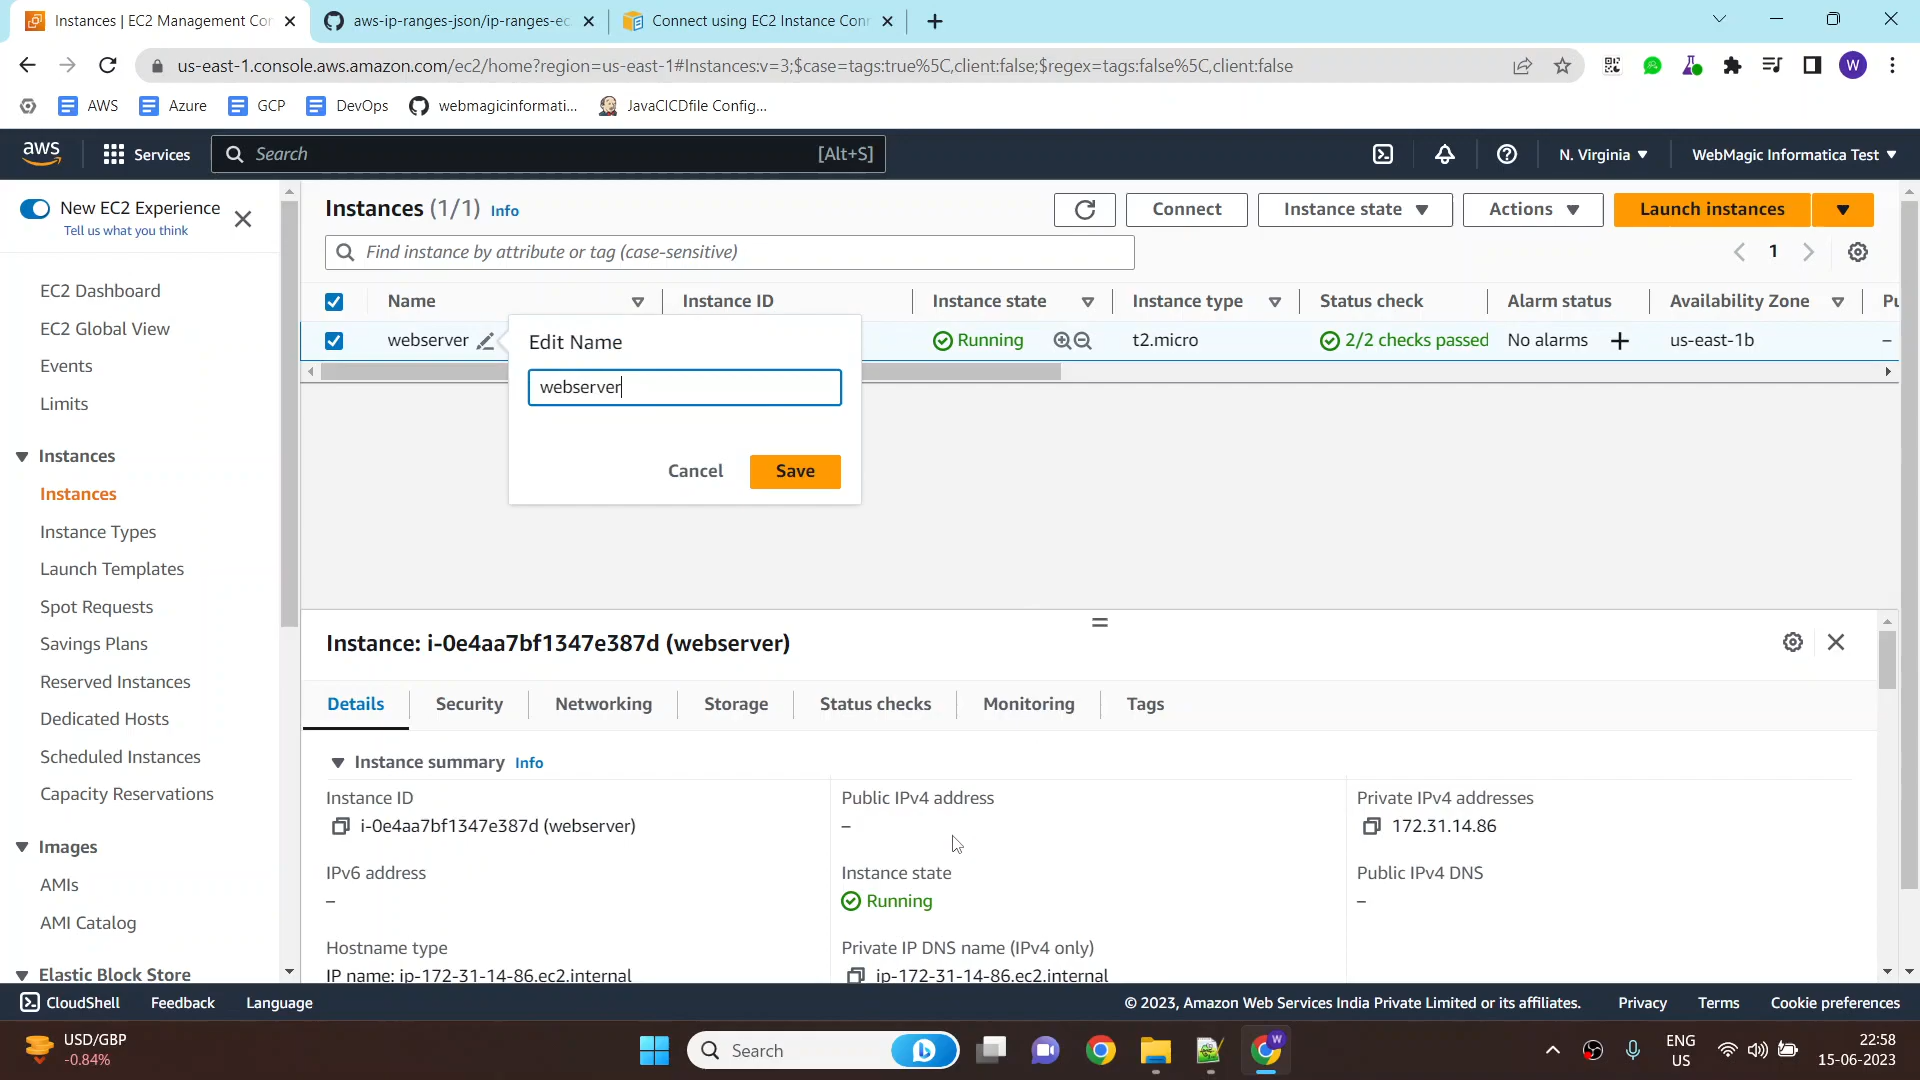 Instances | EC2 Management Con
aws-ip-ranges-json/ip-ranges-ec
Connect using EC2 Instance Conn
us-east-1.console.aws.amazon.com/ec2/home?region=us-east-1#Instances:v=3;$case=tags:true%5C,client:false;$regex=tags:false%5C,client:false
W
AWS
Azure
GCP
DevOps
webmagicinformati...
JavaCICDfile Config...
aws
Services
Search
[Alt+S]
N. Virginia
WebMagic Informatica Test
New EC2 Experience
Tell us what you think
EC2 Dashboard
EC2 Global View
Events
Limits
Instances
Instances
Instance Types
Launch Templates
Spot Requests
Savings Plans
Reserved Instances
Dedicated Hosts
Scheduled Instances
Capacity Reservations
Images
AMIs
AMI Catalog
Elastic Block Store
Instances (1/1) Info
Connect
Instance state
Actions
Launch instances
Find instance by attribute or tag (case-sensitive)
1
Name
Instance ID
Instance state
Instance type
Status check
Alarm status
Availability Zone
Pu
webserver
Running
t2.micro
2/2 checks passed
No alarms
us-east-1b
–
Edit Name
webserver
Cancel
Save
Instance: i-0e4aa7bf1347e387d (webserver)
Details
Security
Networking
Storage
Status checks
Monitoring
Tags
Instance summary Info
Instance ID
i-0e4aa7bf1347e387d (webserver)
Public IPv4 address
–
Private IPv4 addresses
172.31.14.86
IPv6 address
–
Instance state
Running
Public IPv4 DNS
–
Hostname type
IP name: ip-172-31-14-86.ec2.internal
Private IP DNS name (IPv4 only)
ip-172-31-14-86.ec2.internal
CloudShell
Feedback
Language
© 2023, Amazon Web Services India Private Limited or its affiliates.
Privacy
Terms
Cookie preferences
USD/GBP
-0.84%
Search
W
ENG
US
22:58
15-06-2023